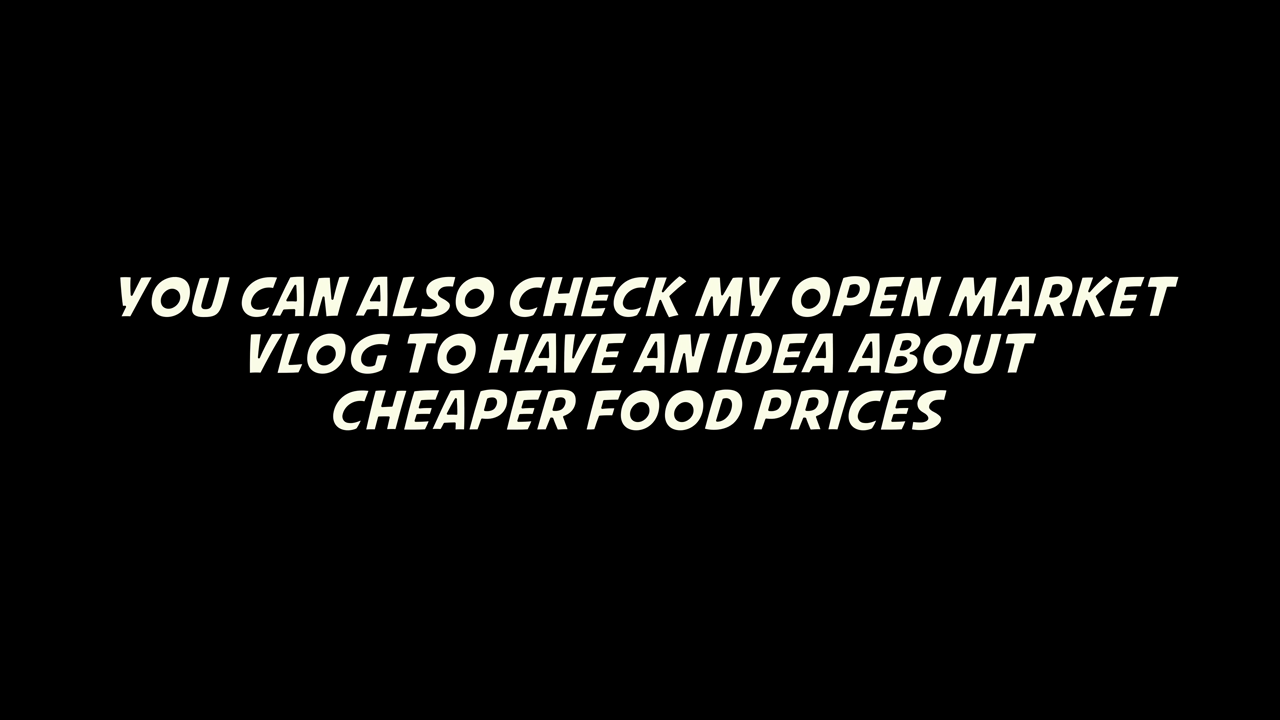 YOU CAN ALSO CHECK MY OPEN MARKET
VLOG TO HAVE AN IDEA ABOUT
CHEAPER FOOD PRICES